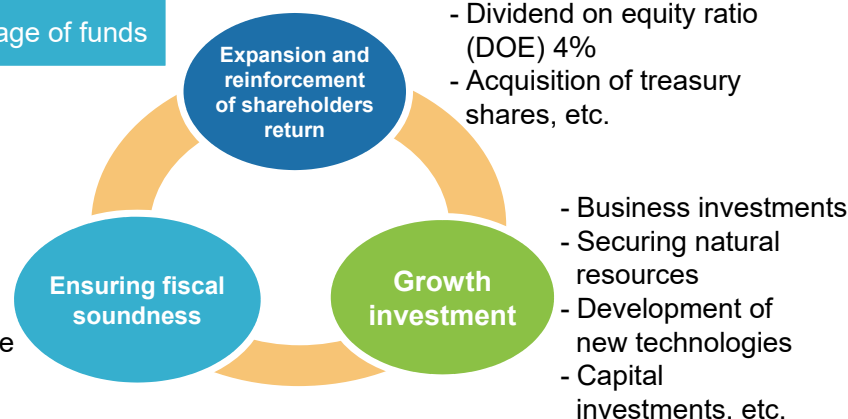 of funds
Expansion and
reinforcement
of shareholders
return
- Dividend on equity ratio
(DOE) 4%
- Acquisition of treasury
shares, etc.
Ensuring fiscal
soundness
Growth
investment
- Business investments
- Securing natural
resources
- Development of
new technologies
- Capital
investments, etc.